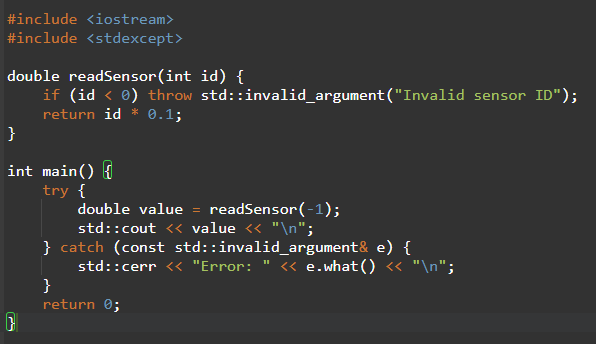 #include <iostream>
#include <stdexcept>

double readSensor(int id) {
    if (id < 0) throw std::invalid_argument("Invalid sensor ID");
    return id * 0.1;
}

int main() {
    try {
        double value = readSensor(-1);
        std::cout << value << "\n";
    } catch (const std::invalid_argument& e) {
        std::cerr << "Error: " << e.what() << "\n";
    }
    return 0;
}